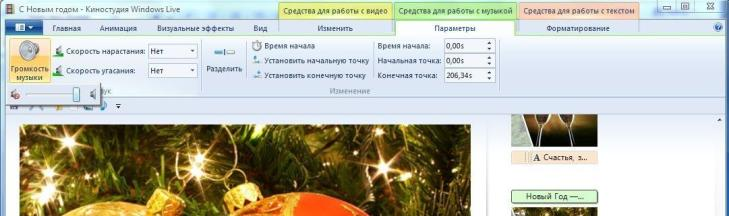 С Новым годом - Киностудия Windows Live
Средства для работы с видео
Средства для работы с музыкой
Средства для работы с текстом
Главная
Анимация
Визуальные эффекты
Вид
Изменить
Параметры
Форматирование
Громкость
музыки
Скорость нарастания: Нет
Скорость угасания: Нет
Разделить
Время начала
Установить начальную точку
Установить конечную точку
Время начала: 0,00s
Начальная точка: 0,00s
Конечная точка: 206,34s
Изменение
A Счастья, з...
Новый Год —...